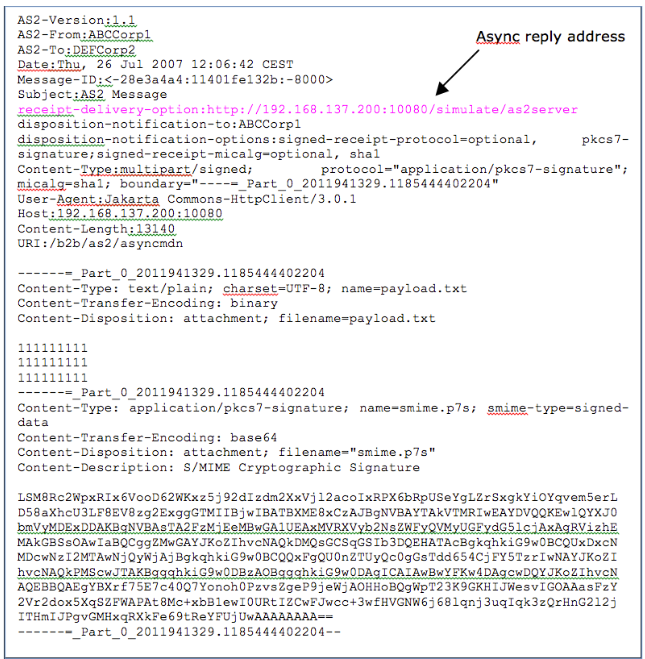 AS2-Version:1.1
AS2-From:ABCCorp1
AS2-To:DEFCorp2
Date:Thu, 26 Jul 2007 12:06:42 CEST
Message-ID:<-28e3a4a4:11401fe132b:-8000>
Subject:AS2 Message
Async reply address
receipt-delivery-option:http://192.168.137.200:10080/simulate/as2server
disposition-notification-to:ABCCorp1
disposition-notification-options:signed-receipt-protocol=optional, pkcs7-
signature;signed-receipt-micalg=optional, sha1
Content-Type:multipart/signed; protocol="application/pkcs7-signature";
micalg=sha1; boundary="----=_Part_0_2011941329.1185444402204"
User-Agent:Jakarta Commons-HttpClient/3.0.1
Host:192.168.137.200:10080
Content-Length:13140
URI:/b2b/as2/asyncmdn
------=_Part_0_2011941329.1185444402204
Content-Type: text/plain; charset=UTF-8; name=payload.txt
Content-Transfer-Encoding: binary
Content-Disposition: attachment; filename=payload.txt
111111111
111111111
111111111
------=_Part_0_2011941329.1185444402204
Content-Type: application/pkcs7-signature; name=smime.p7s; smime-type=signed-
data
Content-Transfer-Encoding: base64
Content-Disposition: attachment; filename="smime.p7s"
Content-Description: S/MIME Cryptographic Signature
LSM8Rc2WpxRIx6VooD62WKxz5j92dIzdm2XxVjl2acoIxRPX6bRpUSeYgLZrSxgkYiOYqvem5erL
D58aXhcU3LF8EV8zg2ExggGTMIIBjwIBATBXME8xCzAJBgNVBAYTAkVTMRIwEAYDVQQKEwlQYXJ0
bmVyMDExDDAKBgNVBAsTA2FzMjEeMBwGA1UEAxMVRXVyb2NsZWFyQVMyUGFydG5lcjAxAgRVizhE
MAkGBSsOAwIaBQCggZMwGAYJKoZIhvcNAQkDMQsGCSqGSIb3DQEHATAcBgkqhkiG9w0BCQUxDxcN
MDcwNzI2MTAwNjQyWjAjBgkqhkiG9w0BCQQxFgQU0nZTUyQc0gGsTdd654CjFY5TzrIwNAYJKoZI
hvcNAQkPMScwJTAKBggqhkiG9w0DBzAOBggqhkiG9w0DAgICAIAwBwYFKw4DAgcwDQYJKoZIhvcN
AQEBBQAEgYBXrf75E7c40Q7Yonoh0PzvsZgeP9jeWjAOHHoBQgWpT23K9GKHIJWesvIGOAAasFzY
2Vr2dox5XqSZFWAPAt8Mc+xbB1ewI0URtIZCwFJwcc+3wfHVGNW6j68lqnj3uqIqk3zQrHnG2l2j
ITHmIJPgvGMHxqRXkFe69tReYFUjUwAAAAAAAA==
------=_Part_0_2011941329.1185444402204--